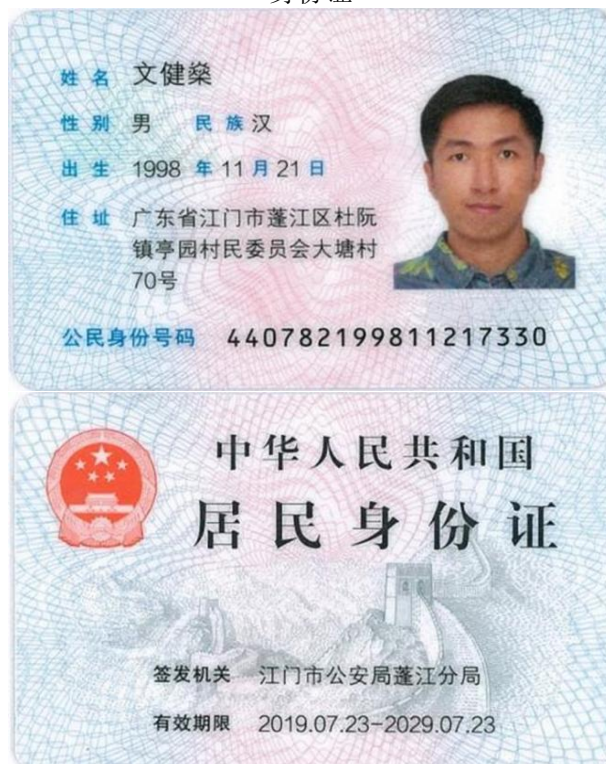 姓名 文健燊
性别 男 民族 汉
出生 1998 年 11 月 21 日
住址 广东省江门市蓬江区杜阮
镇亭园村民委员会大塘村
70号
公民身份号码 440782199811217330
中华人民共和国
居民身份证
签发机关 江门市公安局蓬江分局
有效期限 2019.07.23-2029.07.23